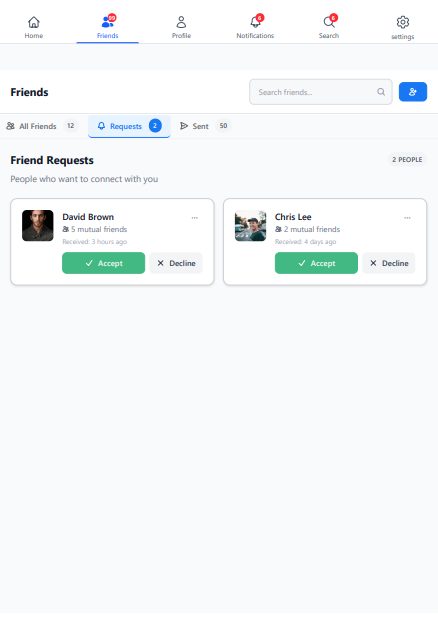 99
6
6
Home
Friends
Profile
Notifications
Search
settings
Friends
Search friends...
All Friends 12
Requests 2
Sent 50
Friend Requests
2 PEOPLE
People who want to connect with you
David Brown
5 mutual friends
Received: 3 hours ago
Accept
Decline
Chris Lee
2 mutual friends
Received: 4 days ago
Accept
Decline